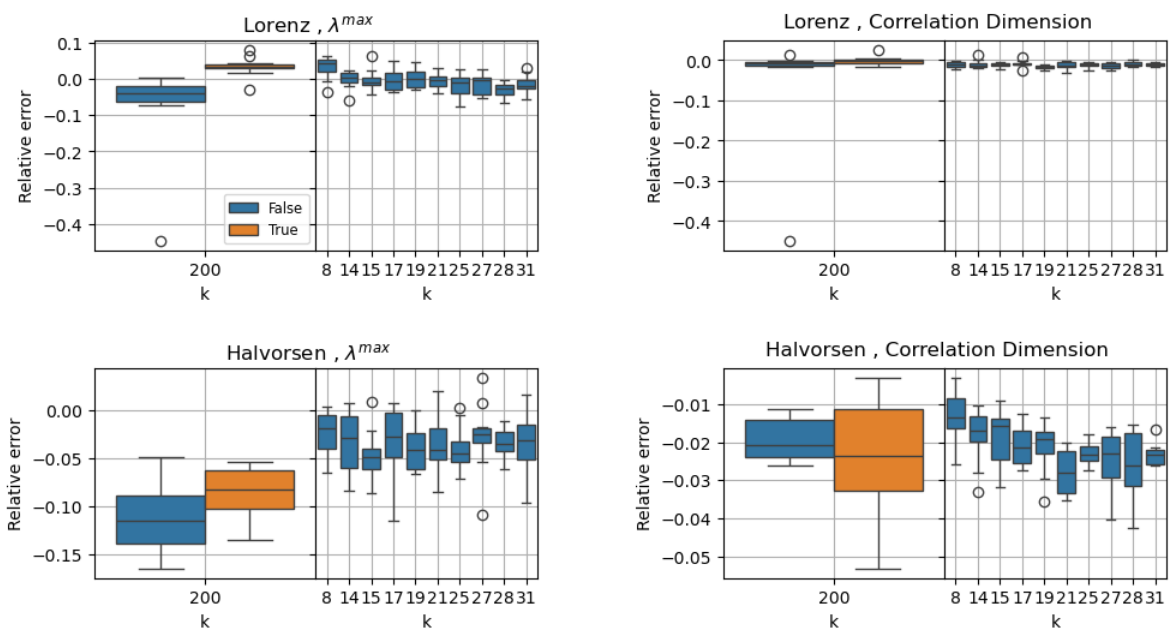 Lorenz , λ^max
Relative error
0.1
0.0
−0.1
−0.2
−0.3
−0.4
False
True
200
8 14 15 17 19 21 25 27 28 31
k
k
Lorenz , Correlation Dimension
Relative error
0.0
−0.1
−0.2
−0.3
−0.4
200
8 14 15 17 19 21 25 27 28 31
k
k
Halvorsen , λ^max
Relative error
0.00
−0.05
−0.10
−0.15
200
8 14 15 17 19 21 25 27 28 31
k
k
Halvorsen , Correlation Dimension
Relative error
−0.01
−0.02
−0.03
−0.04
−0.05
200
8 14 15 17 19 21 25 27 28 31
k
k